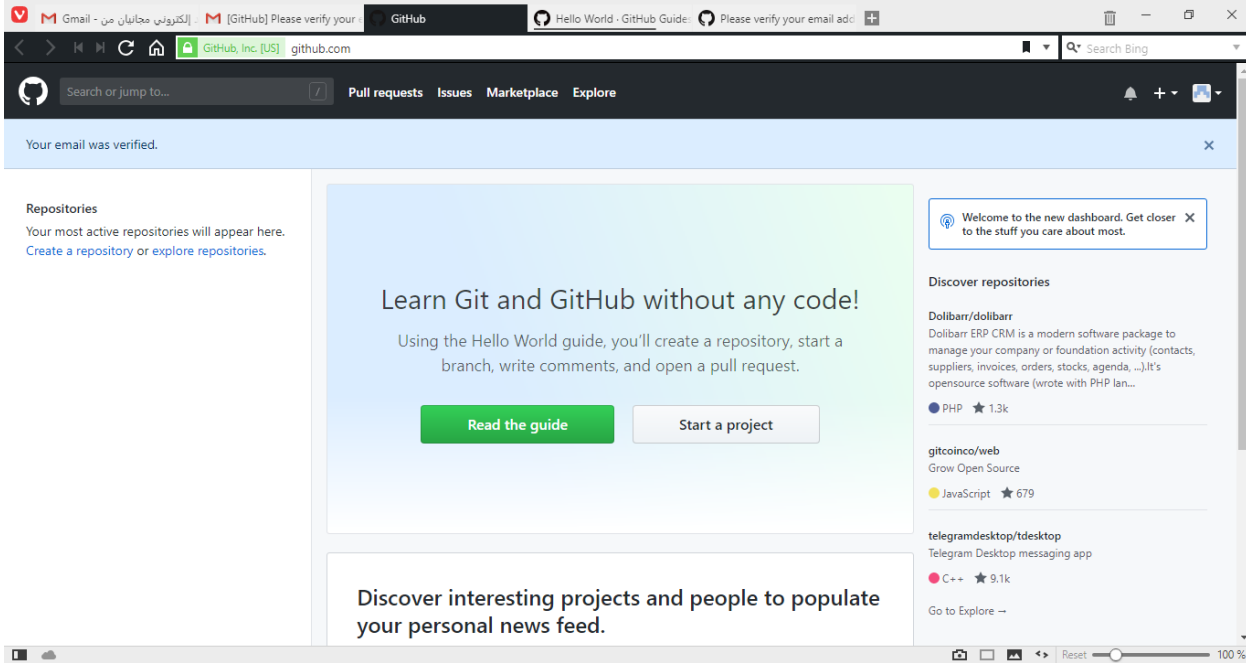 Gmail - إلكتروني مجانيان من
[GitHub] Please verify your e
GitHub
Hello World · GitHub Guide
Please verify your email add
GitHub, Inc. [US]
github.com
Search Bing
Search or jump to...
/
Pull requests
Issues
Marketplace
Explore
Your email was verified.
Repositories
Your most active repositories will appear here.
Create a repository or explore repositories.
Learn Git and GitHub without any code!
Using the Hello World guide, you’ll create a repository, start a
branch, write comments, and open a pull request.
Read the guide
Start a project
Discover interesting projects and people to populate
your personal news feed.
Welcome to the new dashboard. Get closer
to the stuff you care about most.
Discover repositories
Dolibarr/dolibarr
Dolibarr ERP CRM is a modern software package to
manage your company or foundation activity (contacts,
suppliers, invoices, orders, stocks, agenda, ...).It's
opensource software (wrote with PHP lan...
PHP 1.3k
gitcoinco/web
Grow Open Source
JavaScript 679
telegramdesktop/tdesktop
Telegram Desktop messaging app
C++ 9.1k
Go to Explore →
Reset
100 %